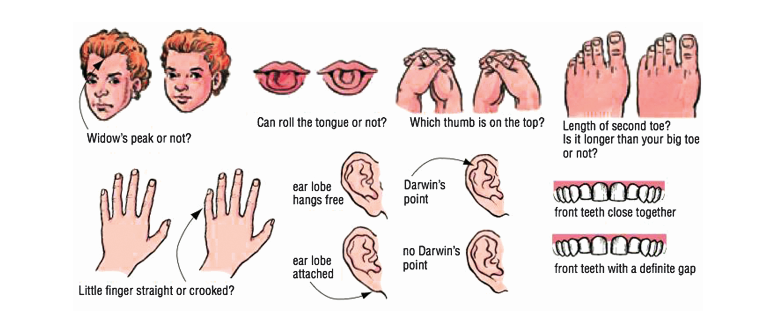 Widow's peak or not?
Can roll the tongue or not?
Which thumb is on the top?
Length of second toe?
Is it longer than your big toe
or not?
Little finger straight or crooked?
ear lobe
hangs free
ear lobe
attached
Darwin's
point
no Darwin's
point
front teeth close together
front teeth with a definite gap